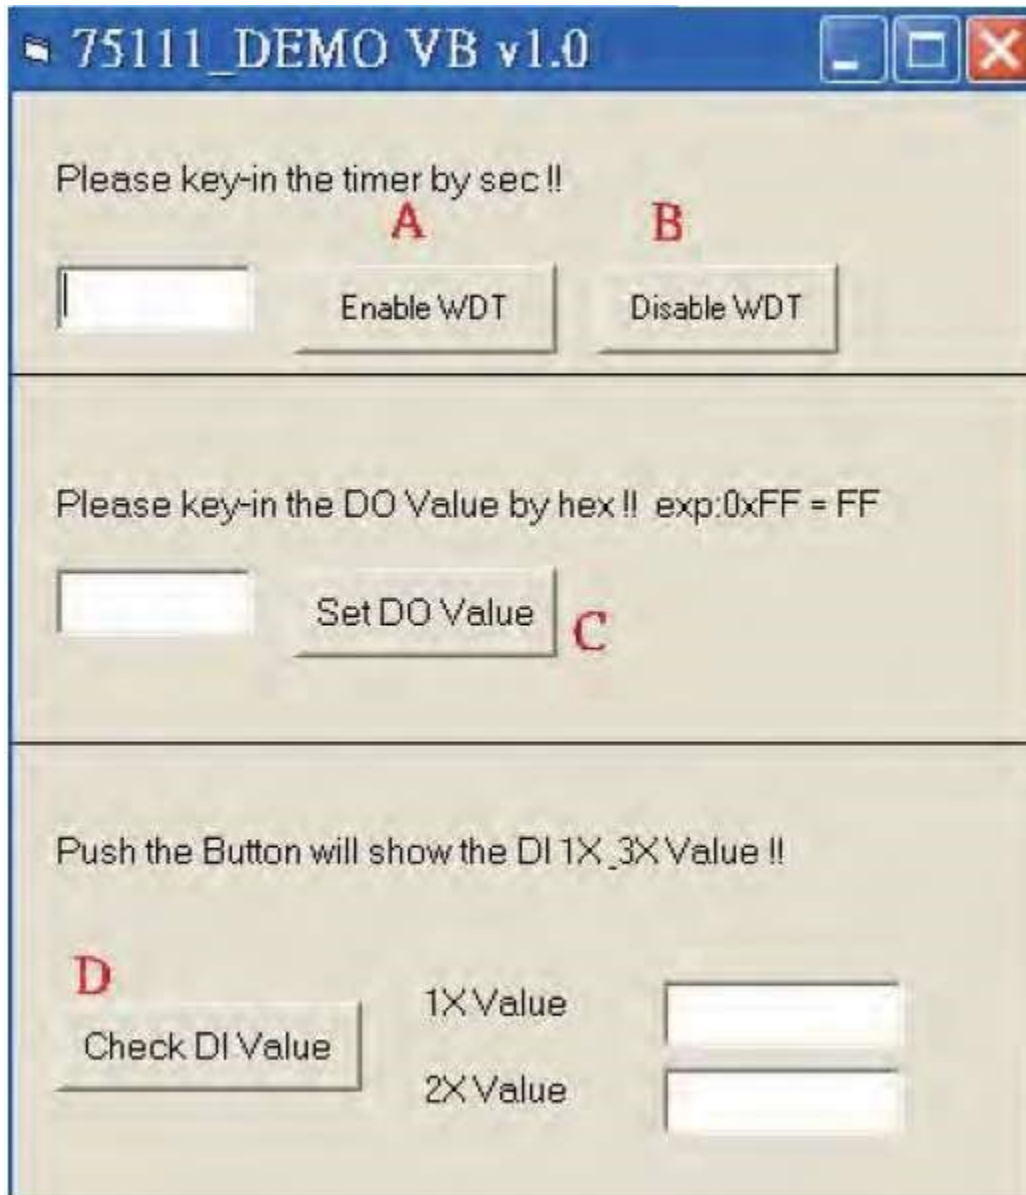 75111_DEMO VB v1.0
Please key-in the timer by sec !!
A B
Enable WDT Disable WDT
Please key-in the DO Value by hex !! exp:0xFF = FF
Set DO Value C
Push the Button will show the DI 1X_3X Value !!
D
1X Value
Check DI Value
2X Value